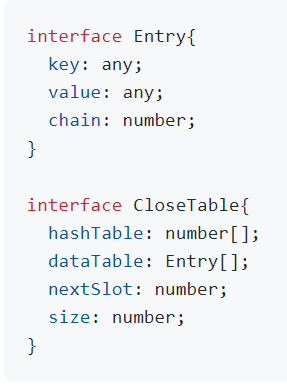 interface Entry{
  key: any;
  value: any;
  chain: number;
}

interface CloseTable{
  hashTable: number[];
  dataTable: Entry[];
  nextSlot: number;
  size: number;
}